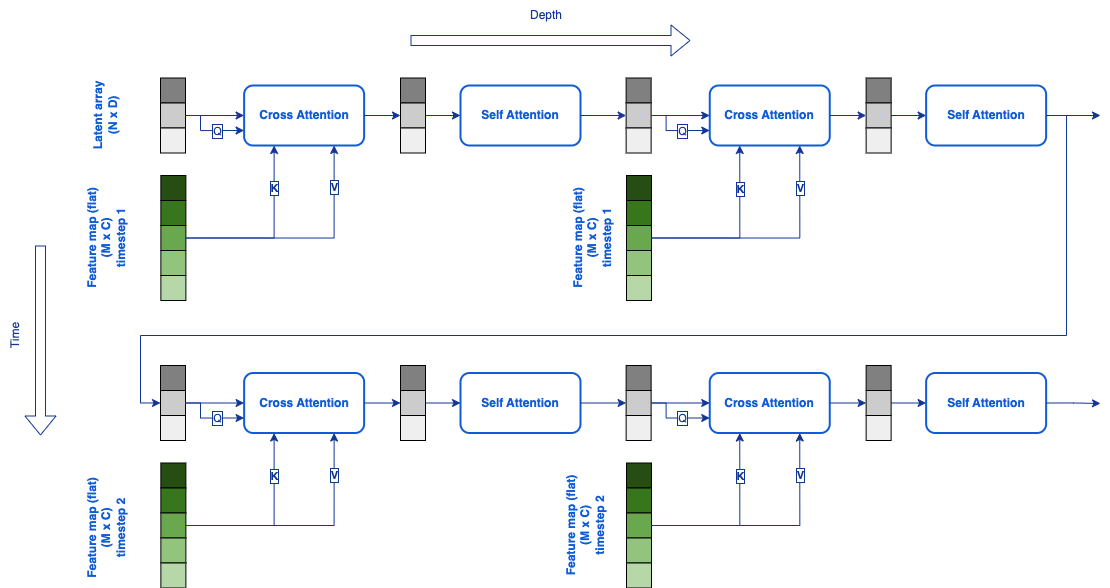 Depth
Latent array
(N x D)
Q
Cross Attention
Self Attention
Q
Cross Attention
Self Attention
K
V
K
V
Feature map (flat)
(M x C)
timestep 1
Feature map (flat)
(M x C)
timestep 1
Time
Q
Cross Attention
Self Attention
Q
Cross Attention
Self Attention
K
V
K
V
Feature map (flat)
(M x C)
timestep 2
Feature map (flat)
(M x C)
timestep 2